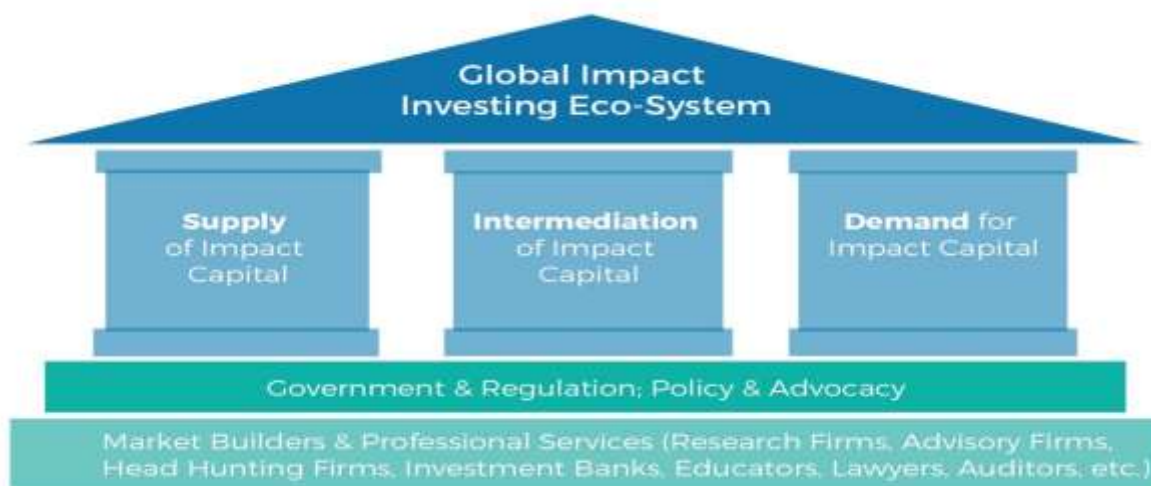 Global Impact
Investing Eco-System
Supply
of Impact
Capital
Intermediation
of Impact
Capital
Demand for
Impact Capital
Government & Regulation; Policy & Advocacy
Market Builders & Professional Services (Research Firms, Advisory Firms,
Head Hunting Firms, Investment Banks, Educators, Lawyers, Auditors, etc.)